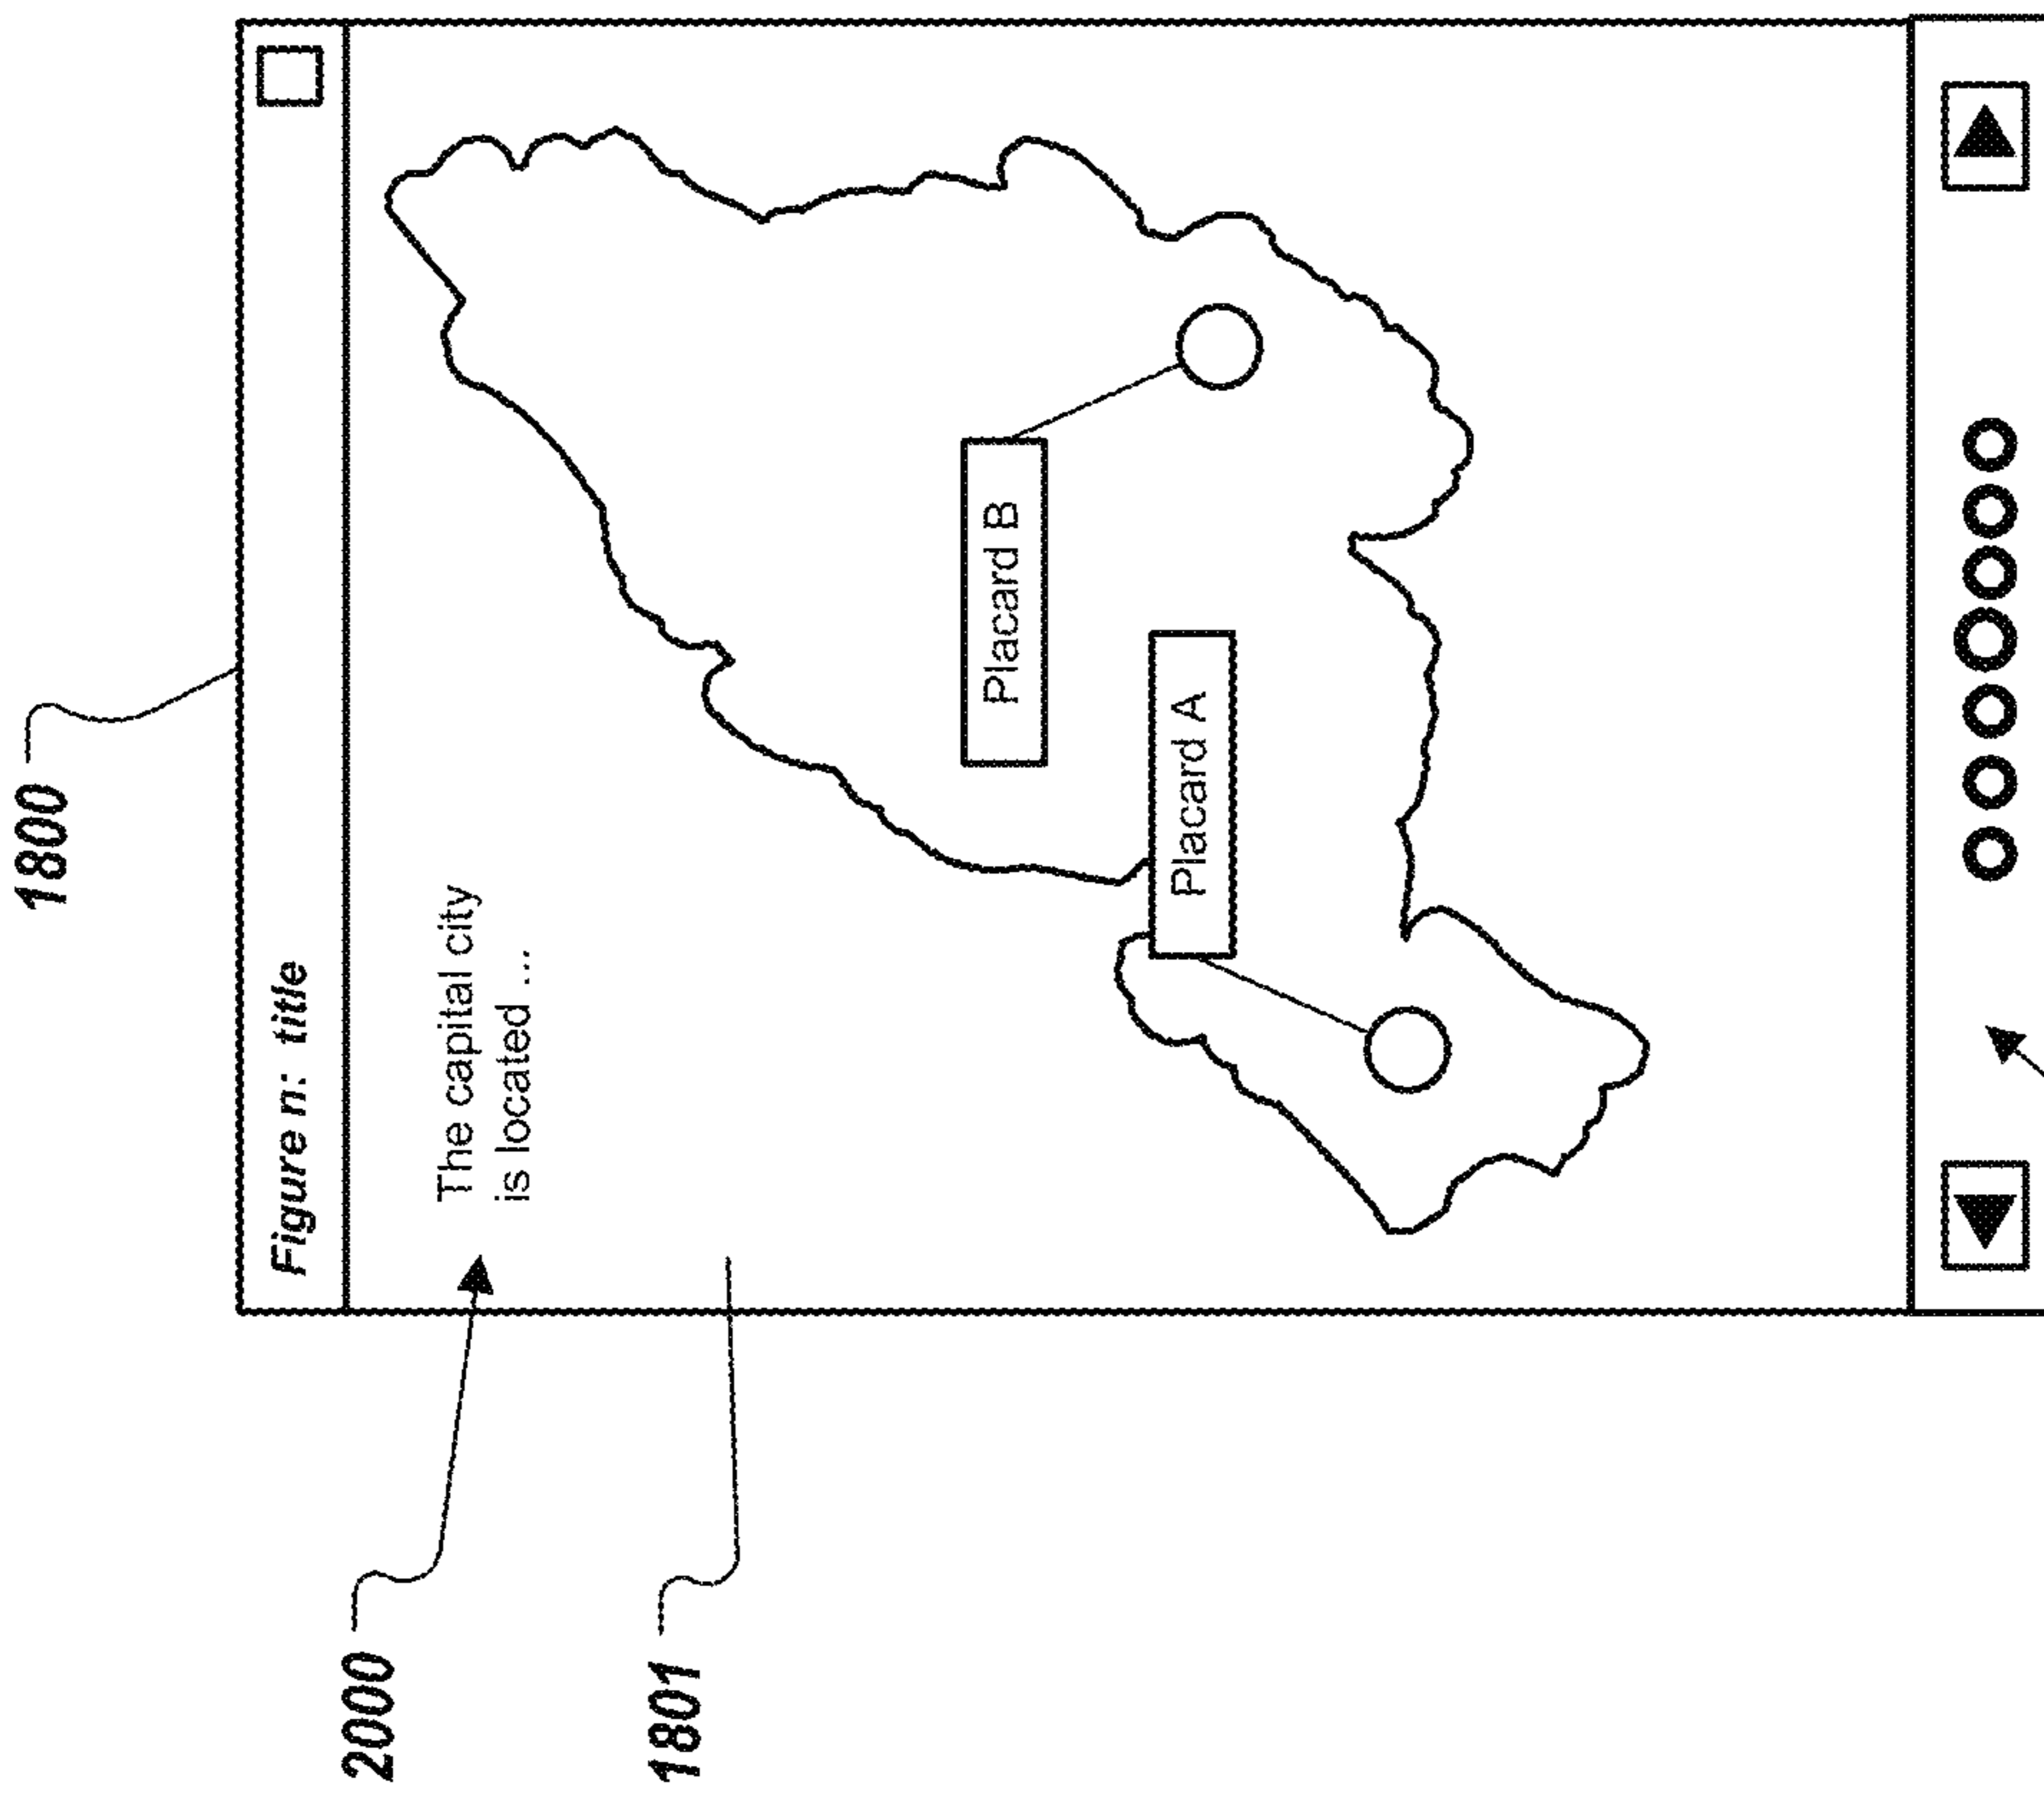 1800
Figure n: title
2000
The capital city
is located ...
1801
Placard B
Placard A